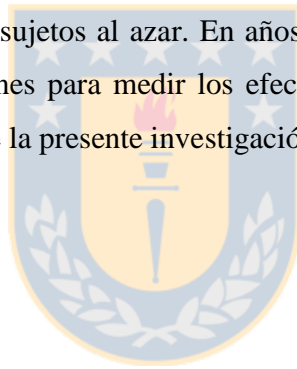 sujetos al azar. En años
nes para medir los efec
la presente investigació